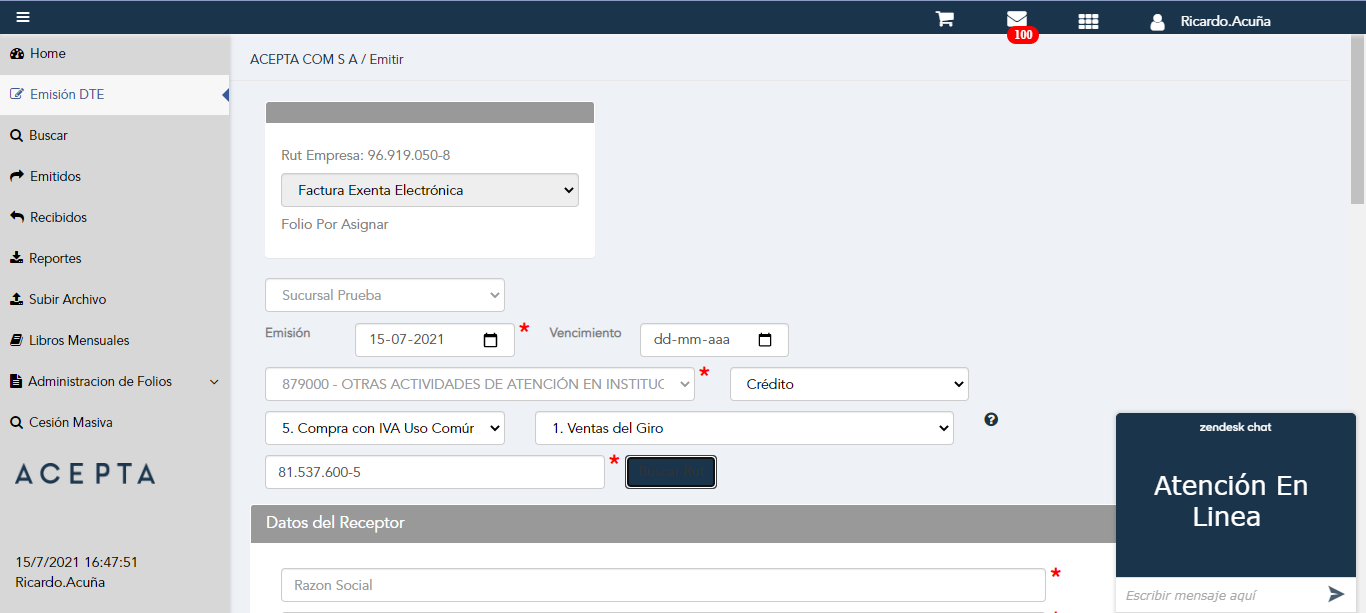 Ricardo.Acuña
100
Home
Emisión DTE
Buscar
Emitidos
Recibidos
Reportes
Subir Archivo
Libros Mensuales
Administracion de Folios
Cesión Masiva
ACEPTA
15/7/2021 16:47:51
Ricardo.Acuña
ACEPTA COM S A / Emitir
Rut Empresa: 96.919.050-8
Factura Exenta Electrónica
Folio Por Asignar
Sucursal Prueba
Emisión 15-07-2021 * Vencimiento dd-mm-aaa
879000 - OTRAS ACTIVIDADES DE ATENCIÓN EN INSTITUC * Crédito
5. Compra con IVA Uso Comúr 1. Ventas del Giro ?
81.537.600-5 *
Datos del Receptor
Razon Social *
zendesk chat
Atención En
Linea
Escribir mensaje aquí